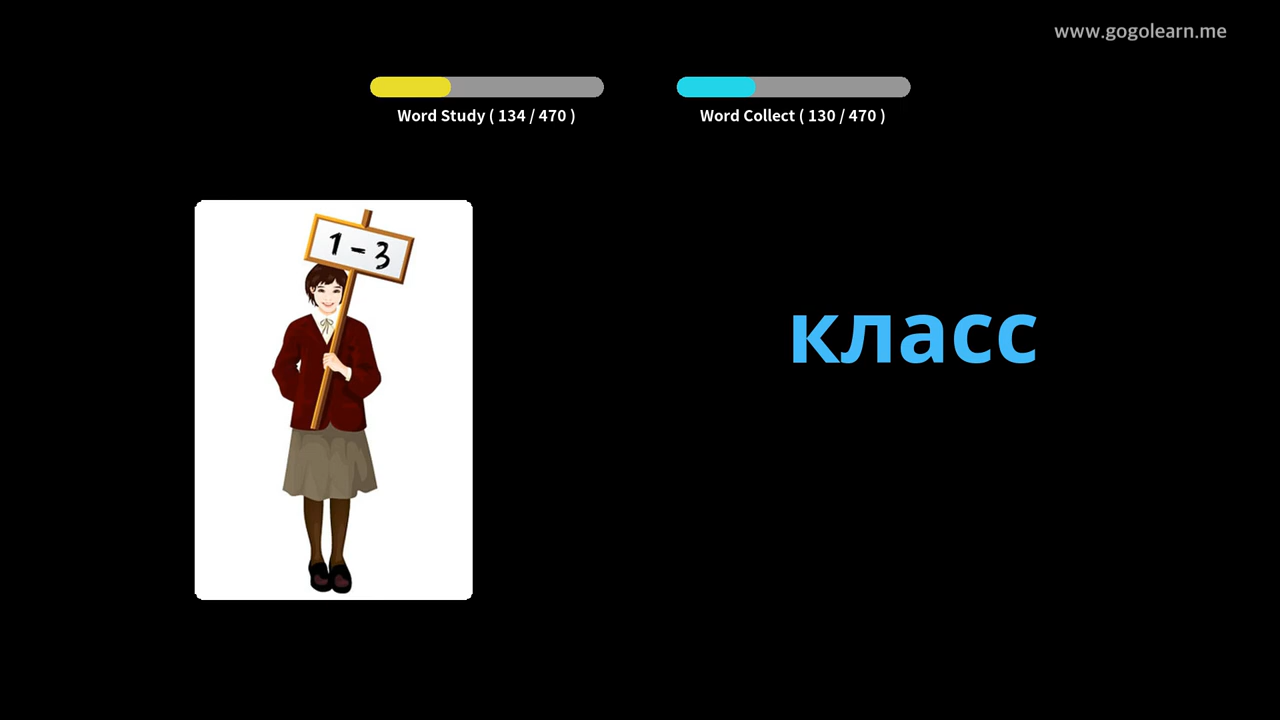 www.gogolearn.me
Word Study ( 134 / 470 )
Word Collect ( 130 / 470 )
1 - 3
класс